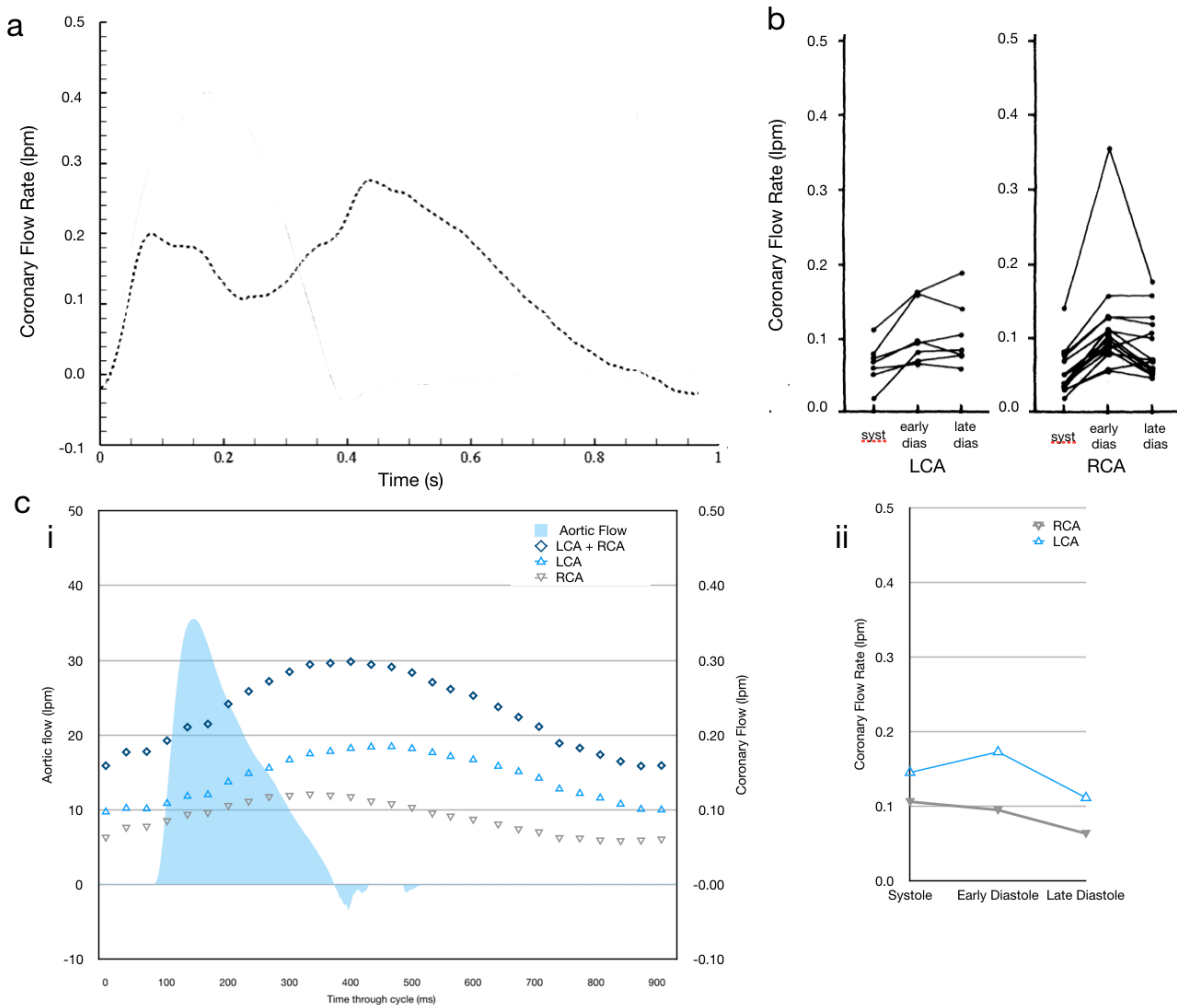 a
Coronary Flow Rate (lpm)
0.5
0.4
0.3
0.2
0.1
0.0
-0.1
0
0.2
0.4
0.6
0.8
1
Time (s)
b
Coronary Flow Rate (lpm)
0.5
0.4
0.3
0.2
0.1
0.0
syst
early
dias
late
dias
LCA
0.5
0.4
0.3
0.2
0.1
0.0
syst
early
dias
late
dias
RCA
c
i
Aortic flow (lpm)
50
40
30
20
10
0
-10
Aortic Flow
LCA + RCA
LCA
RCA
0.50
0.40
0.30
0.20
0.10
-0.00
-0.10
Coronary Flow (lpm)
0
100
200
300
400
500
600
700
800
900
Time through cycle (ms)
ii
Coronary Flow Rate (lpm)
0.5
0.4
0.3
0.2
0.1
0.0
RCA
LCA
Systole
Early Diastole
Late Diastole